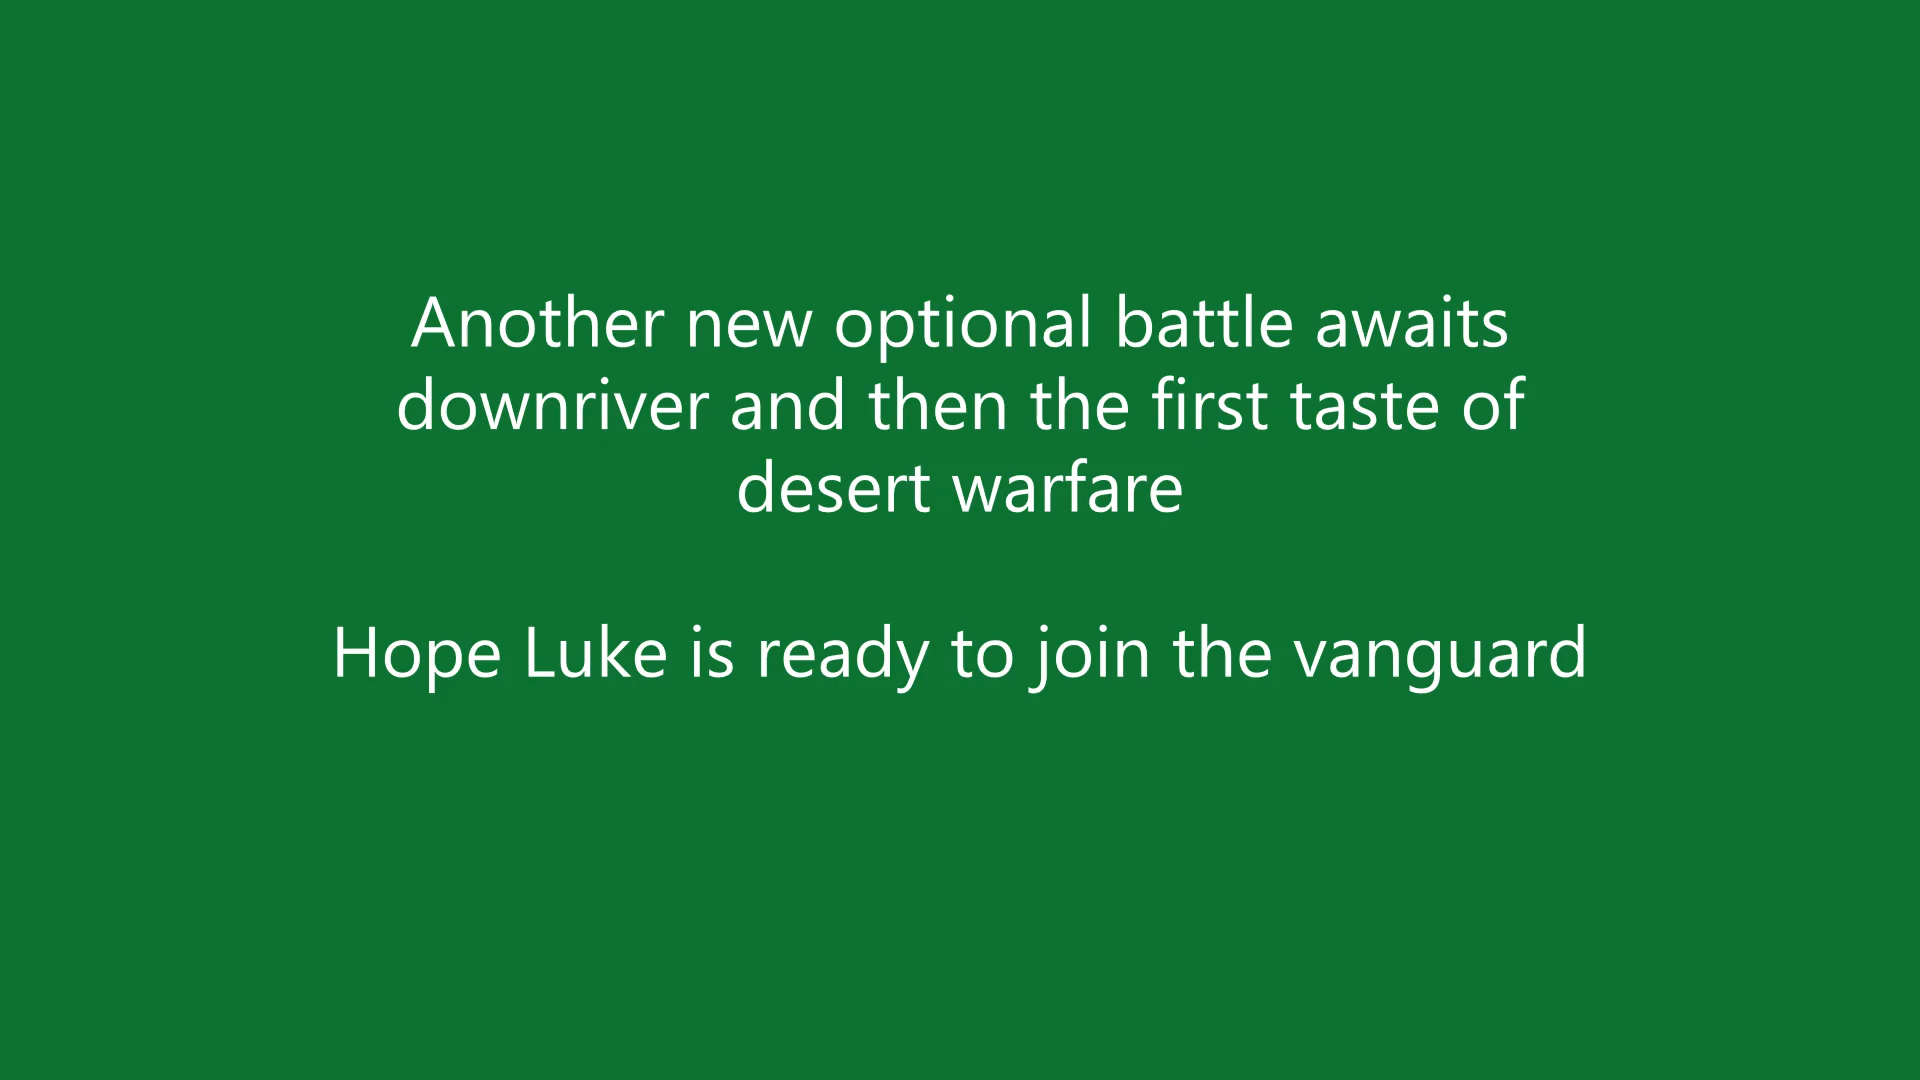 Another new optional battle awaits
downriver and then the first taste of
desert warfare
Hope Luke is ready to join the vanguard